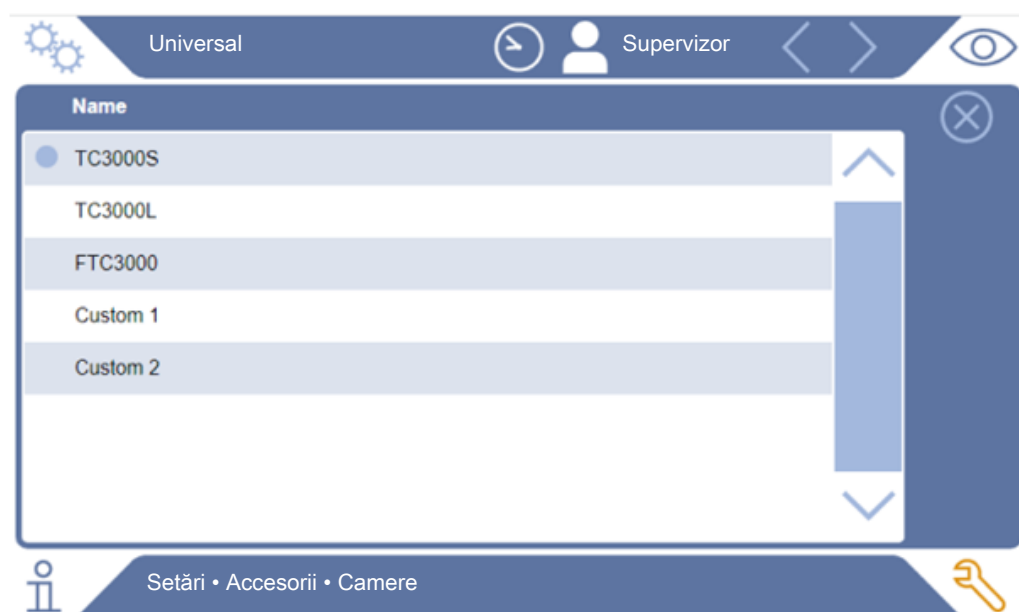 Universal
Supervizor
Name
TC3000S
TC3000L
FTC3000
Custom 1
Custom 2
Setări • Accesorii • Camere